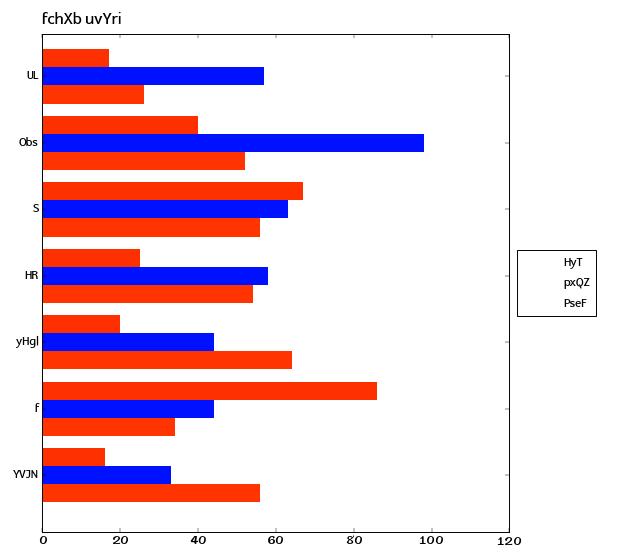 fchXb uvYri
UL
Obs
S
HR
yHgl
f
YVJN
0 20 40 60 80 100 120
HyT
pxQZ
PseF